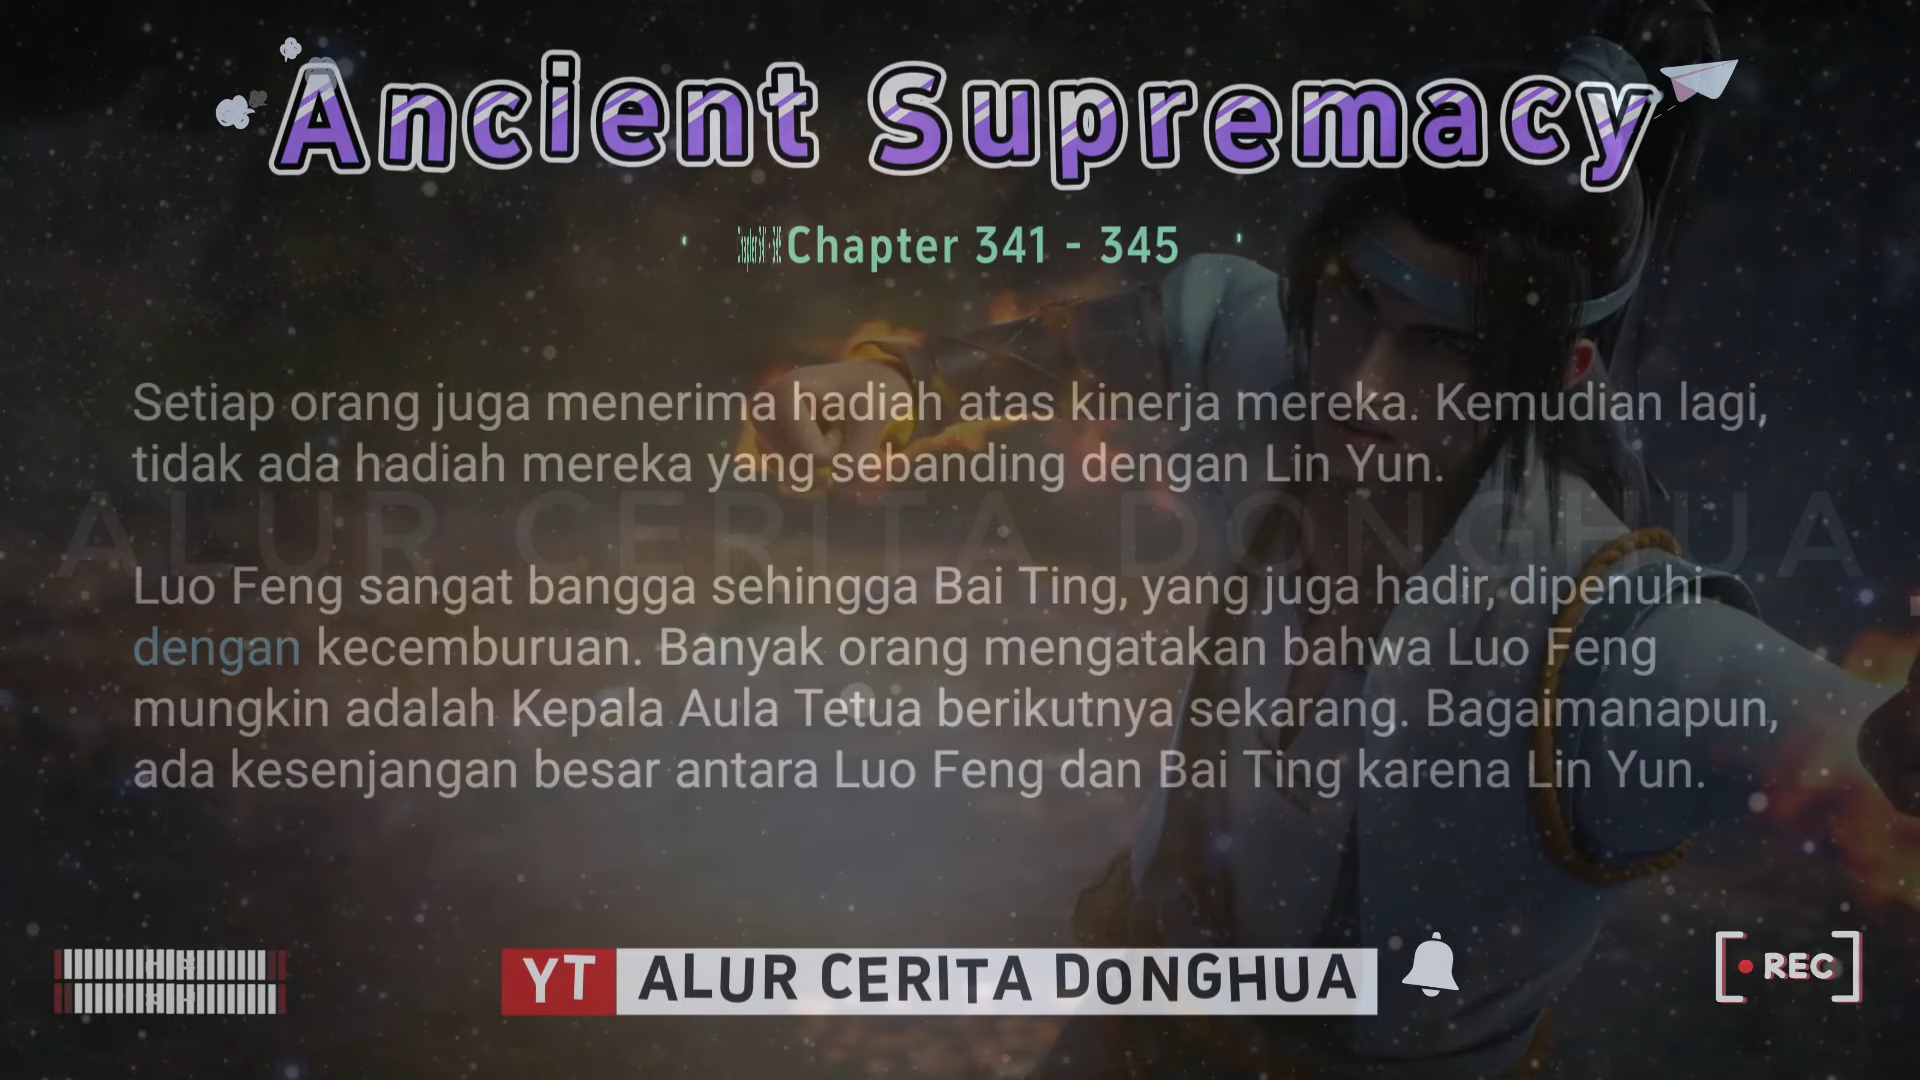 Ancient Supremacy
Chapter 341 - 345
Setiap orang juga menerima hadiah atas kinerja mereka. Kemudian lagi,
tidak ada hadiah mereka yang sebanding dengan Lin Yun.
ALUR CERITA DONGHUA
Luo Feng sangat bangga sehingga Bai Ting, yang juga hadir, dipenuhi
dengan kecemburuan. Banyak orang mengatakan bahwa Luo Feng
mungkin adalah Kepala Aula Tetua berikutnya sekarang. Bagaimanapun,
ada kesenjangan besar antara Luo Feng dan Bai Ting karena Lin Yun.
YT ALUR CERITA DONGHUA
REC